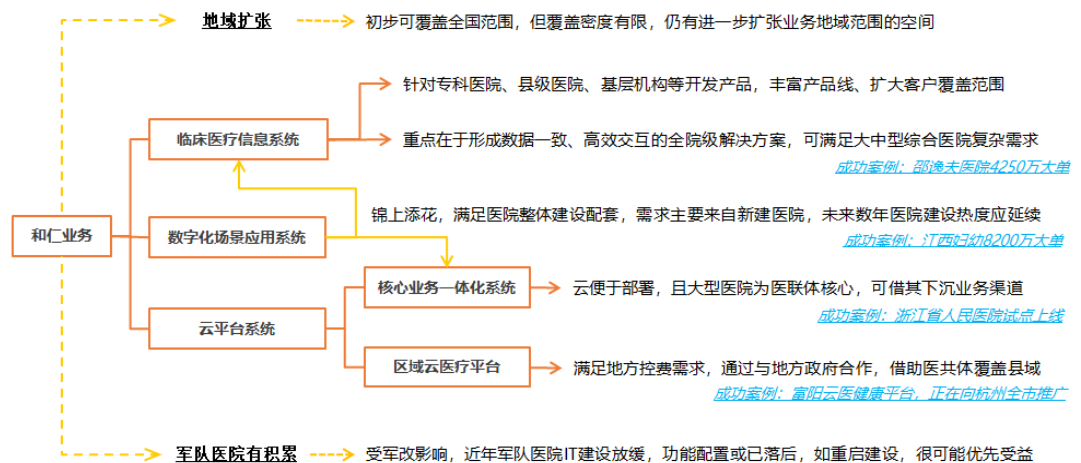 地域扩张
初步可覆盖全国范围，但覆盖密度有限，仍有进一步扩张业务地域范围的空间
针对专科医院、县级医院、基层机构等开发产品，丰富产品线、扩大客户覆盖范围
临床医疗信息系统
重点在于形成数据一致、高效交互的全院级解决方案，可满足大中型综合医院复杂需求
成功案例：邵逸夫医院4250万大单
锦上添花，满足医院整体建设配套，需求主要来自新建医院，未来数年医院建设热度应延续
和仁业务
数字化场景应用系统
成功案例：江西妇幼8200万大单
核心业务一体化系统
云便于部署，且大型医院为医联体核心，可借其下沉业务渠道
成功案例：浙江省人民医院试点上线
云平台系统
区域云医疗平台
满足地方控费需求，通过与地方政府合作，借助医共体覆盖县域
成功案例：富阳云医健康平台，正在向杭州全市推广
军队医院有积累
受军改影响，近年军队医院IT建设放缓，功能配置或已落后，如重启建设，很可能优先受益